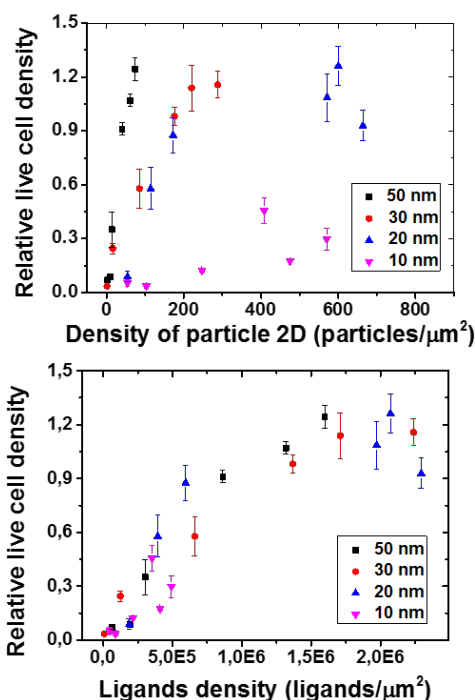 Relative live cell density
1.5
1.2
0.9
0.6
0.3
0.0
50 nm
30 nm
20 nm
10 nm
0 200 400 600 800
Density of particle 2D (particles/μm²)
Relative live cell density
1,5
1,2
0,9
0,6
0,3
0,0
50 nm
30 nm
20 nm
10 nm
0,0 5,0E5 1,0E6 1,5E6 2,0E6
Ligands density (ligands/μm²)